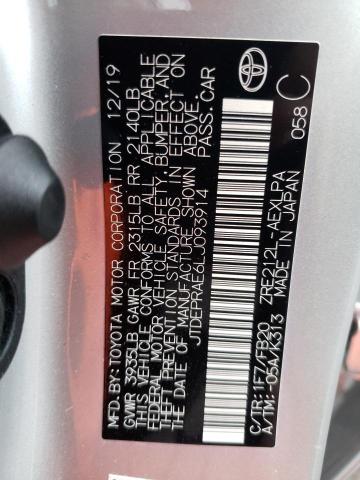 MFD.BY:TOYOTA MOTOR CORPORATION 12/19
GVWR 3935LB GAWR FR 2315LB RR 2140LB
THIS VEHICLE CONFORMS TO ALL APPLICABLE
FEDERAL MOTOR VEHICLE SAFETY, BUMPER, AND
THEFT PREVENTION STANDARDS IN EFFECT ON
THE DATE OF MANUFACTURE SHOWN ABOVE.
JTDEPRAE6LJ093914 PASS.CAR
C/TR:1F7/FB20 ZRE212L-AEXLPA
A/TM:-05A/K313 MADE IN JAPAN 058 C